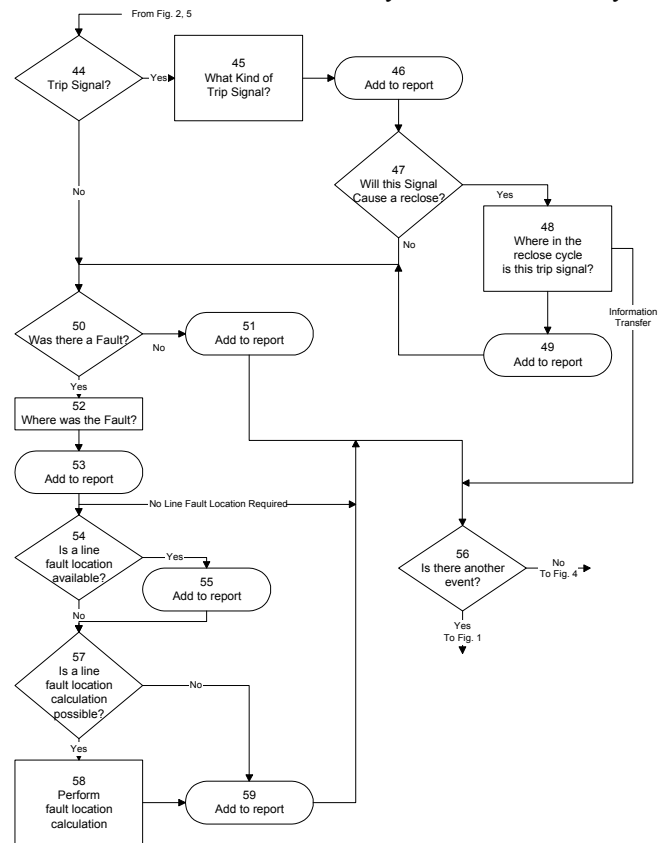 From Fig. 2, 5
44
Trip Signal?
Yes
45
What Kind of
Trip Signal?
46
Add to report
47
Will this Signal
Cause a reclose?
Yes
No
No
48
Where in the
reclose cycle
is this trip signal?
Information
Transfer
49
Add to report
50
Was there a Fault?
No
51
Add to report
Yes
52
Where was the Fault?
53
Add to report
No Line Fault Location Required
54
Is a line
fault location
available?
Yes
55
Add to report
No
56
Is there another
event?
No
To Fig. 4
Yes
To Fig. 1
57
Is a line
fault location
calculation
possible?
No
Yes
58
Perform
fault location
calculation
59
Add to report